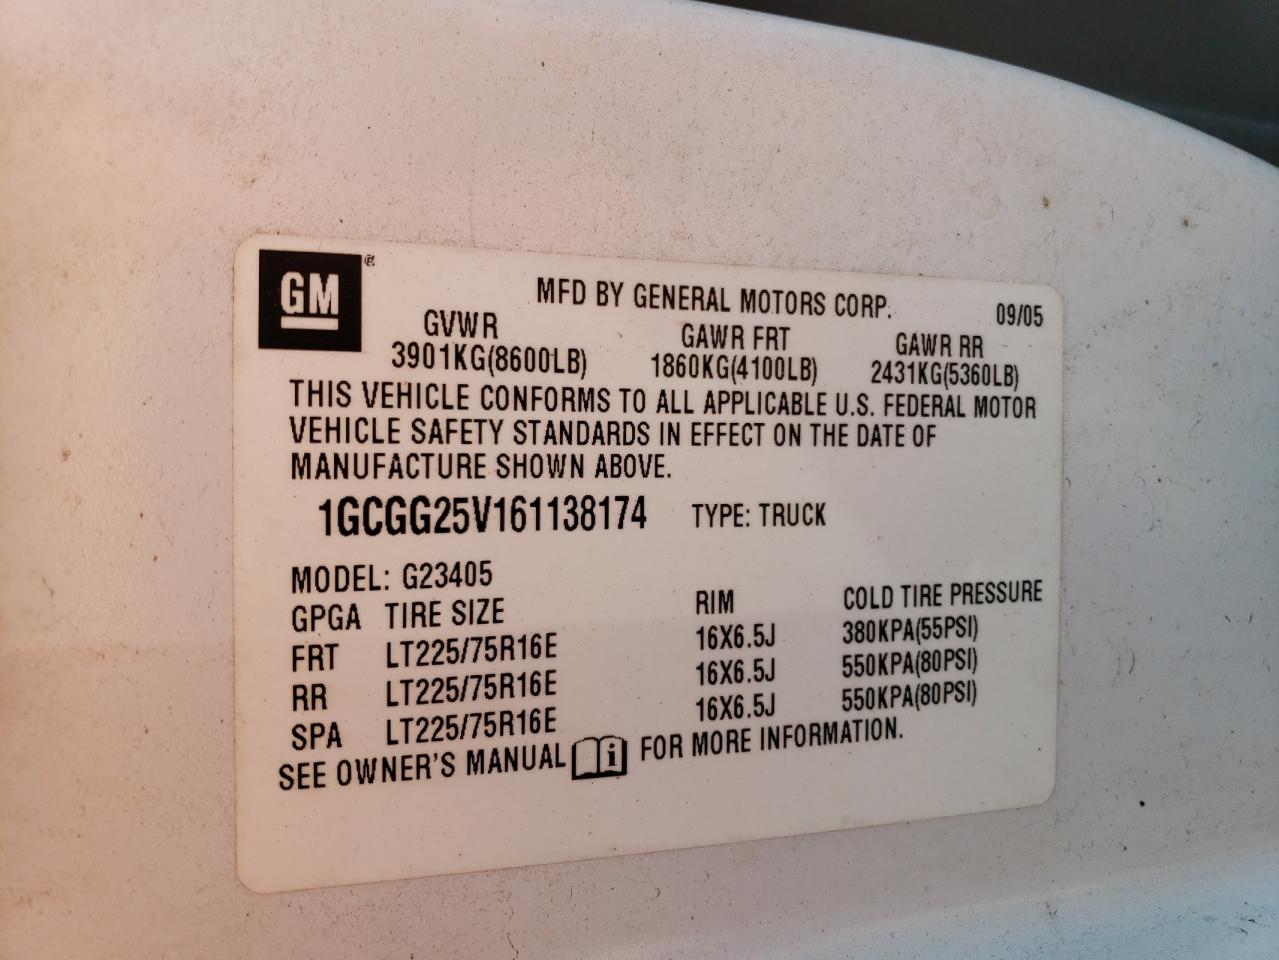 GM
MFD BY GENERAL MOTORS CORP. 09/05
GVWR GAWR FRT GAWR RR
3901KG(8600LB) 1860KG(4100LB) 2431KG(5360LB)
THIS VEHICLE CONFORMS TO ALL APPLICABLE U.S. FEDERAL MOTOR
VEHICLE SAFETY STANDARDS IN EFFECT ON THE DATE OF
MANUFACTURE SHOWN ABOVE.
1GCGG25V161138174 TYPE: TRUCK
MODEL: G23405
GPGA TIRE SIZE RIM COLD TIRE PRESSURE
FRT LT225/75R16E 16X6.5J 380KPA(55PSI)
RR LT225/75R16E 16X6.5J 550KPA(80PSI)
SPA LT225/75R16E 16X6.5J 550KPA(80PSI)
SEE OWNER'S MANUAL i FOR MORE INFORMATION.